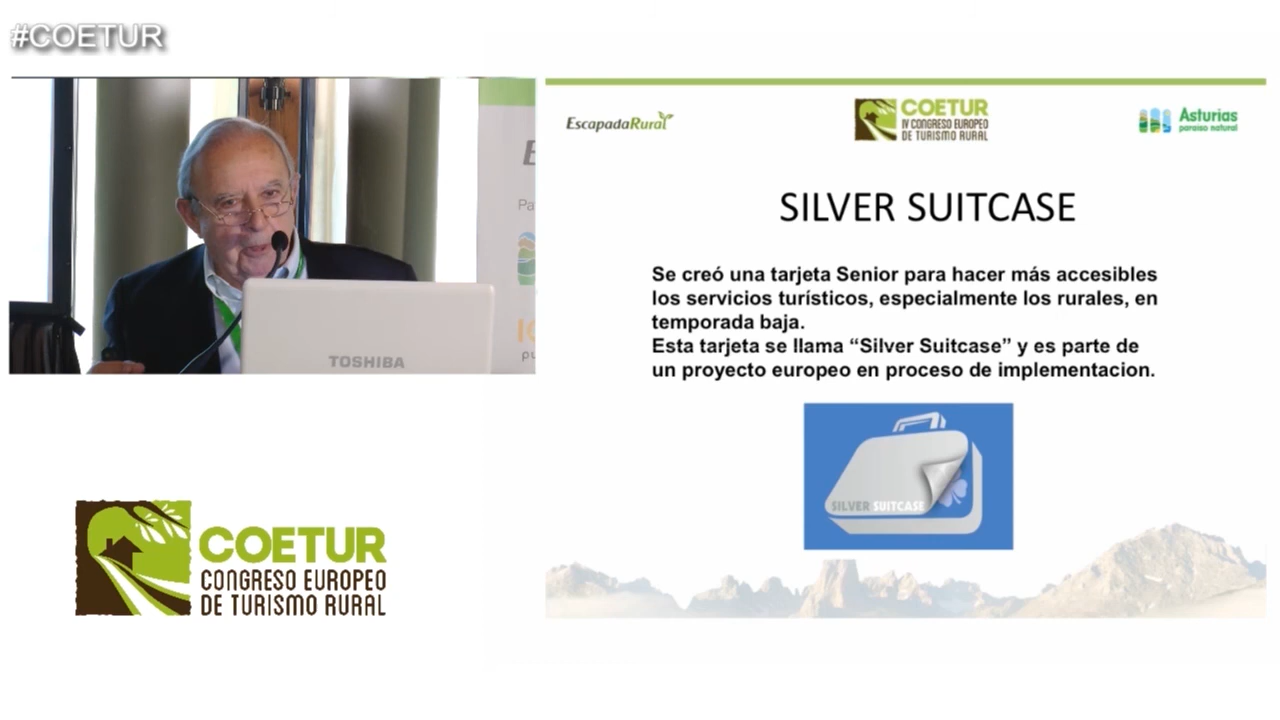 #COETUR
Pa
TOSHIBA
COETUR
CONGRESO EUROPEO
DE TURISMO RURAL
EscapadaRural
COETUR
IV CONGRESO EUROPEO
DE TURISMO RURAL
Asturias
paraíso natural
SILVER SUITCASE
Se creó una tarjeta Senior para hacer más accesibles
los servicios turísticos, especialmente los rurales, en
temporada baja.
Esta tarjeta se llama “Silver Suitcase” y es parte de
un proyecto europeo en proceso de implementacion.
SILVER SUITCASE